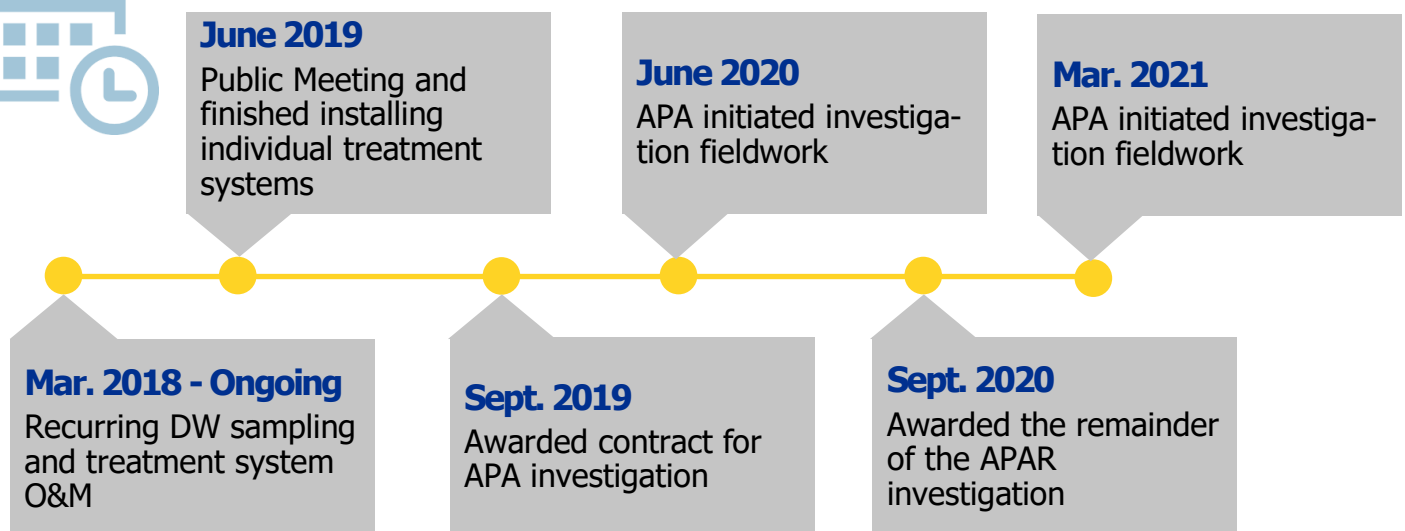 June 2019
Public Meeting and
finished installing
individual treatment
systems
June 2020
APA initiated investiga-
tion fieldwork
Mar. 2021
APA initiated investiga-
tion fieldwork
Mar. 2018 - Ongoing
Recurring DW sampling
and treatment system
O&M
Sept. 2019
Awarded contract for
APA investigation
Sept. 2020
Awarded the remainder
of the APAR
investigation